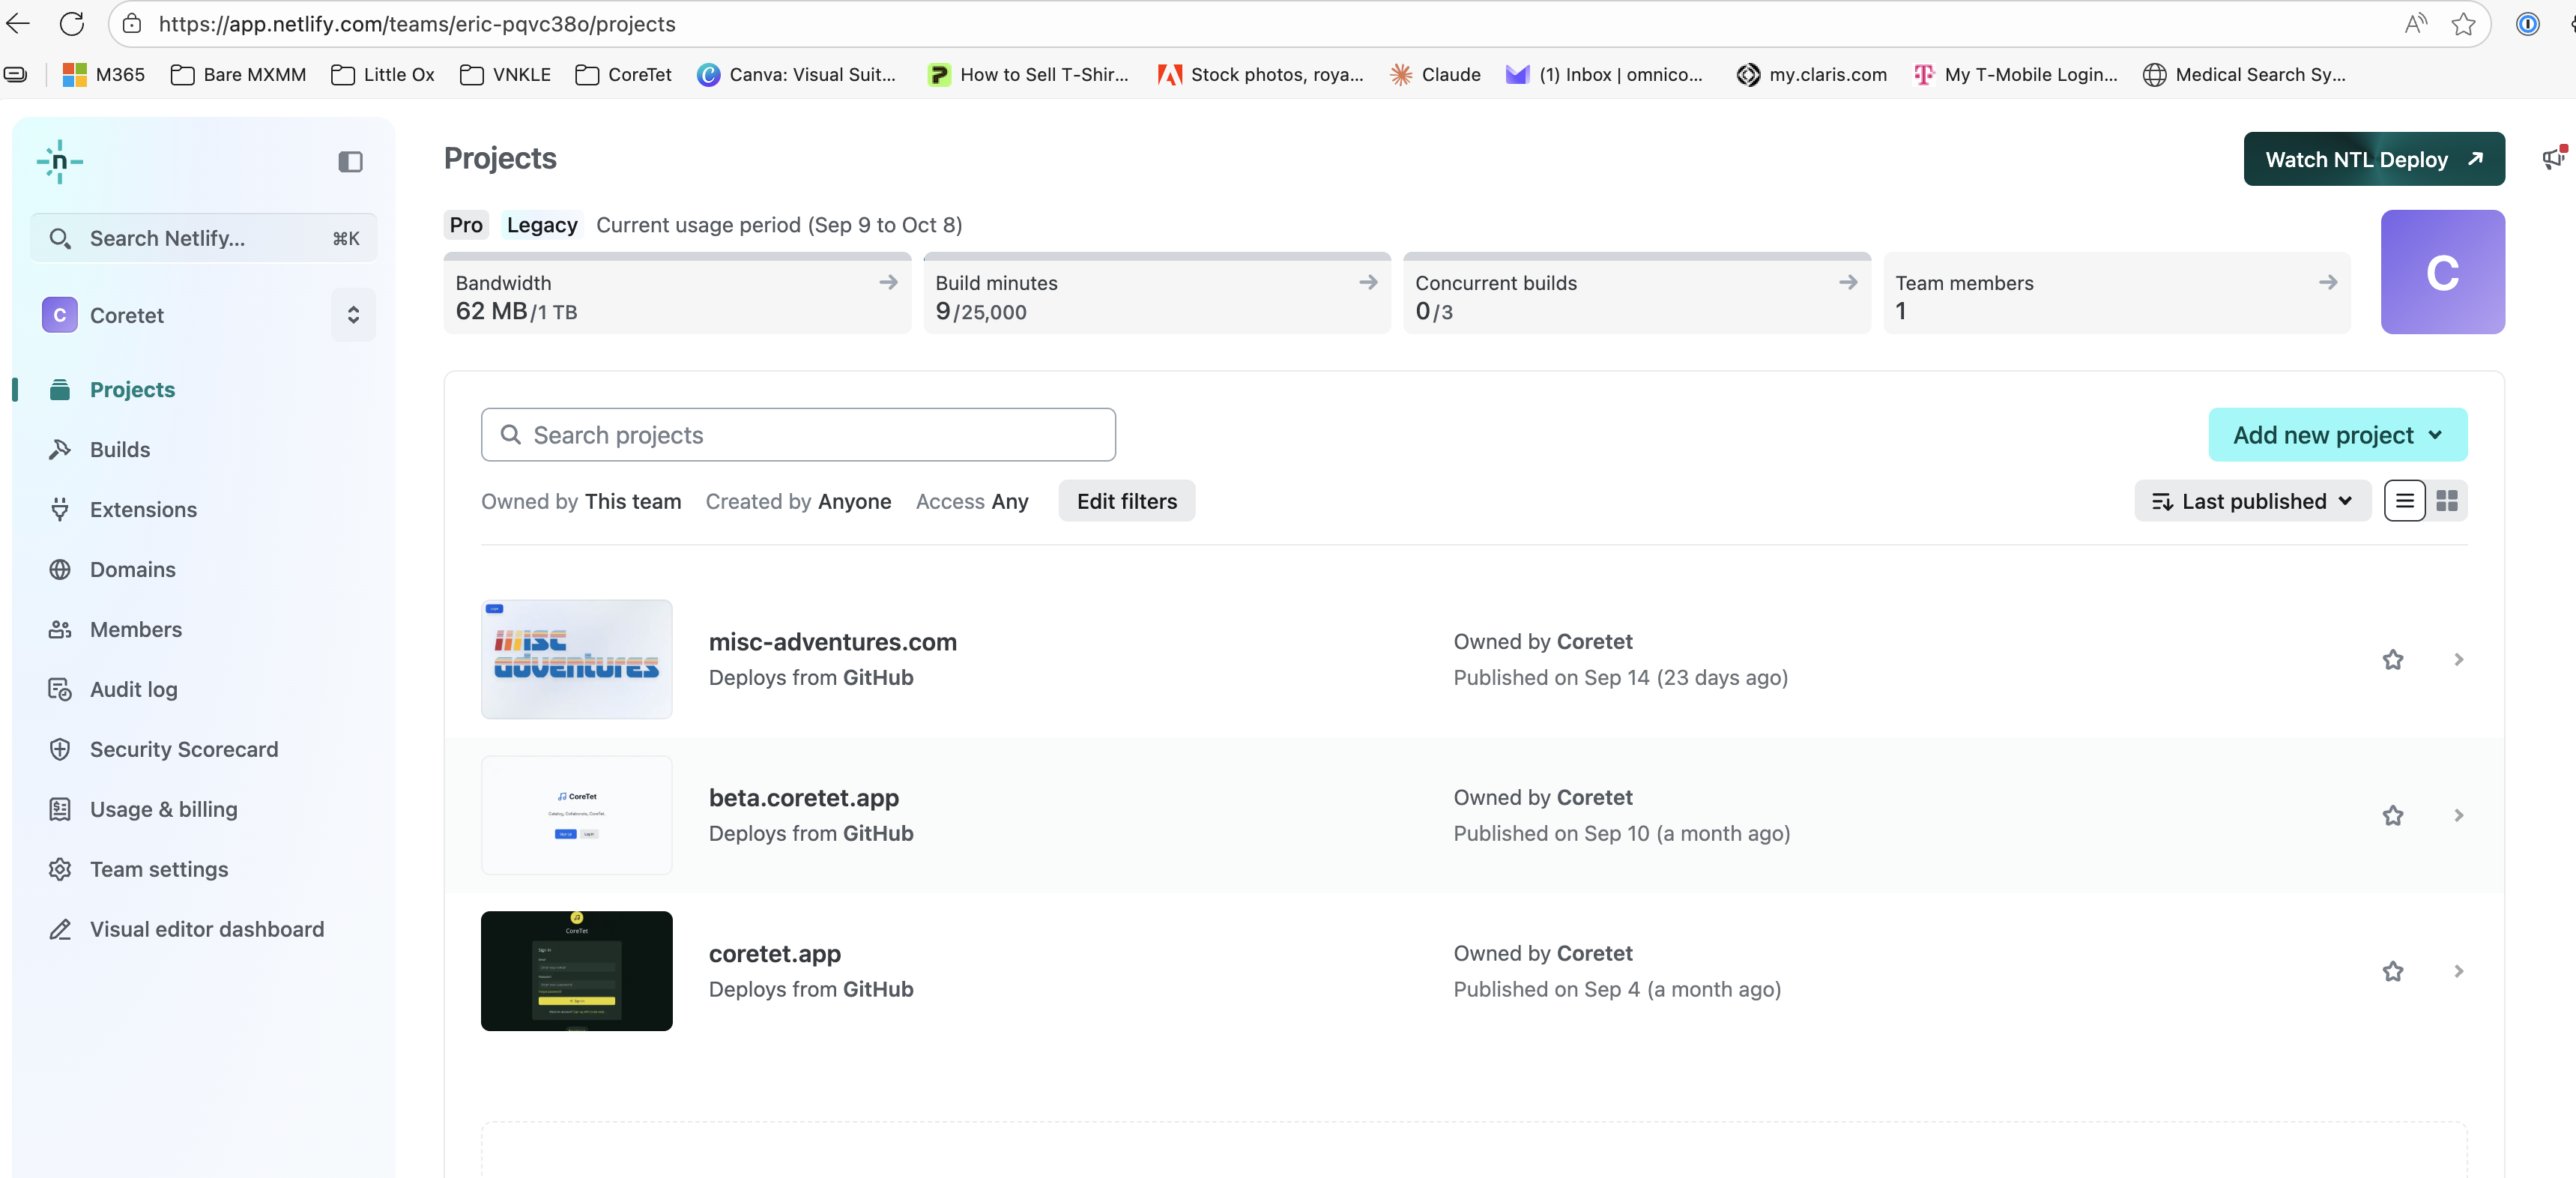 https://app.netlify.com/teams/eric-pqvc38o/projects
M365
Bare MXMM
Little Ox
VNKLE
CoreTet
Canva: Visual Suit...
How to Sell T-Shir...
Stock photos, roya...
Claude
(1) Inbox | omnico...
my.claris.com
My T-Mobile Login...
Medical Search Sy...
n
Search Netlify...
⌘K
C
Coretet
Projects
Builds
Extensions
Domains
Members
Audit log
Security Scorecard
Usage & billing
Team settings
Visual editor dashboard
Projects
Watch NTL Deploy
Pro Legacy Current usage period (Sep 9 to Oct 8)
Bandwidth
62 MB/1 TB
Build minutes
9/25,000
Concurrent builds
0/3
Team members
1
C
Search projects
Add new project
Owned by This team Created by Anyone Access Any Edit filters
Last published
misc
adventures
misc-adventures.com
Deploys from GitHub
Owned by Coretet
Published on Sep 14 (23 days ago)
CoreTet
Catalog, Collaborate, CoreTet.
Sign Up
Login
beta.coretet.app
Deploys from GitHub
Owned by Coretet
Published on Sep 10 (a month ago)
CoreTet
Sign In
coretet.app
Deploys from GitHub
Owned by Coretet
Published on Sep 4 (a month ago)